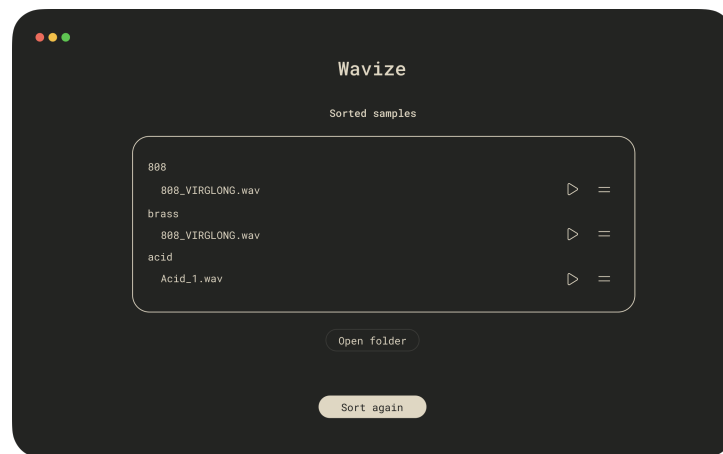 Wavize
Sorted samples
808
808_VIRGLONG.wav
brass
808_VIRGLONG.wav
acid
Acid_1.wav
Open folder
Sort again